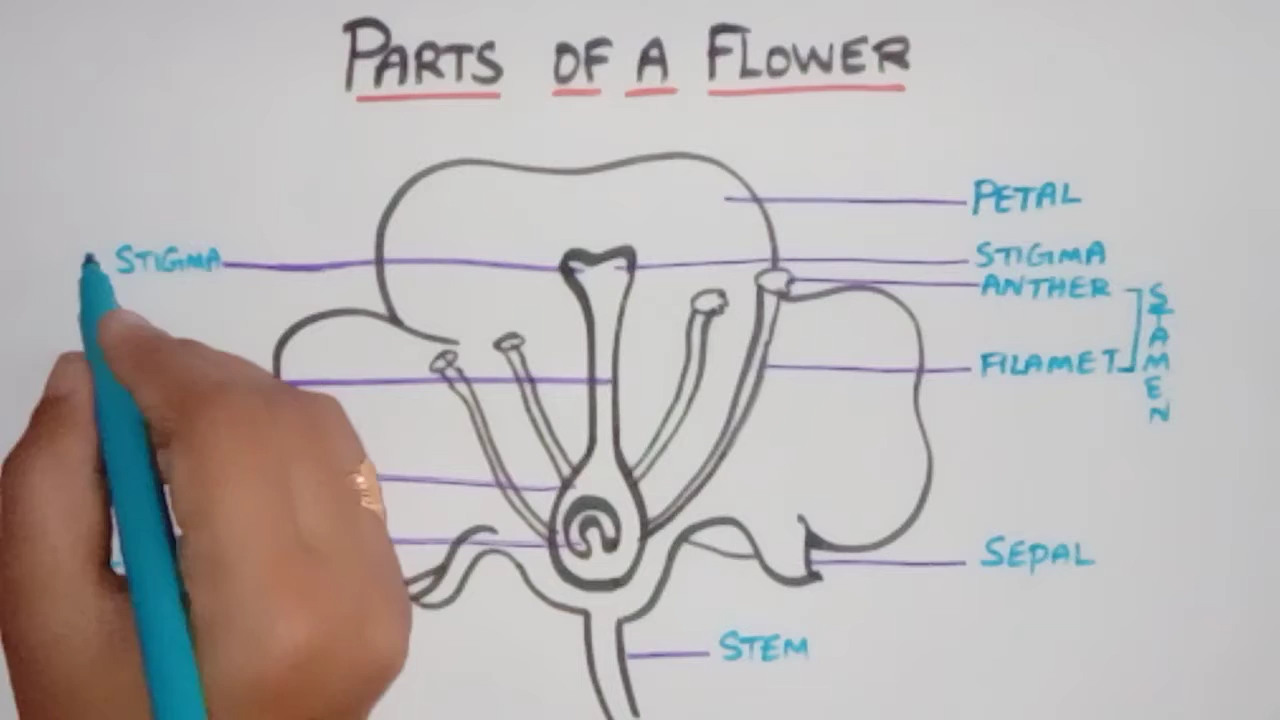 PARTS OF A FLOWER
PETAL
STIGMA
STIGMA
ANTHER
FILAMET
STAMEN
SEPAL
STEM